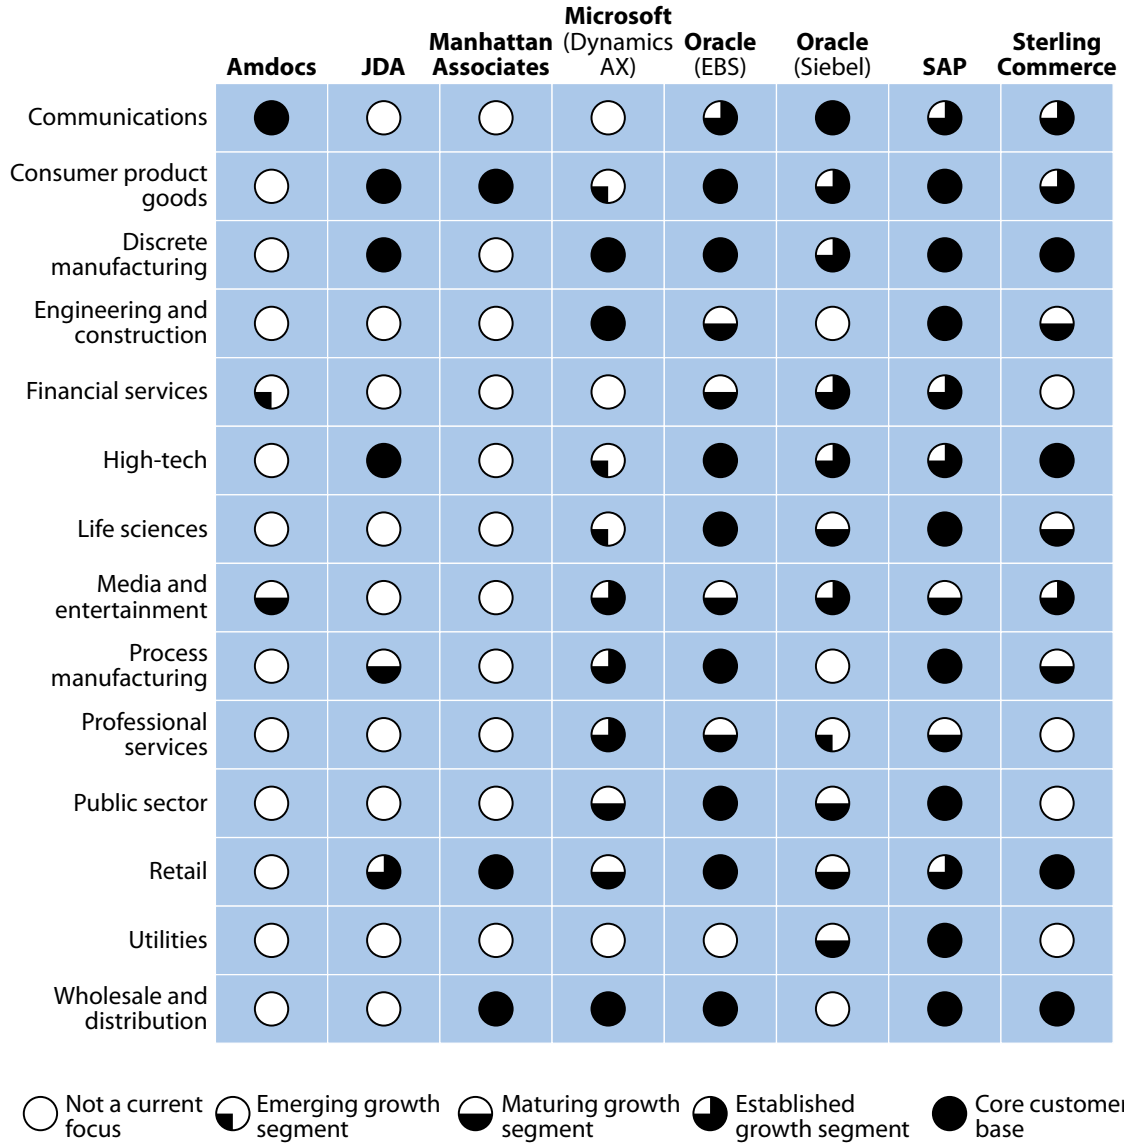 Microsoft
Manhattan (Dynamics Oracle Oracle Sterling
Amdocs JDA Associates AX) (EBS) (Siebel) SAP Commerce
Communications
Consumer product
goods
Discrete
manufacturing
Engineering and
construction
Financial services
High-tech
Life sciences
Media and
entertainment
Process
manufacturing
Professional
services
Public sector
Retail
Utilities
Wholesale and
distribution
Not a current Emerging growth Maturing growth Established Core customer
focus segment segment growth segment base